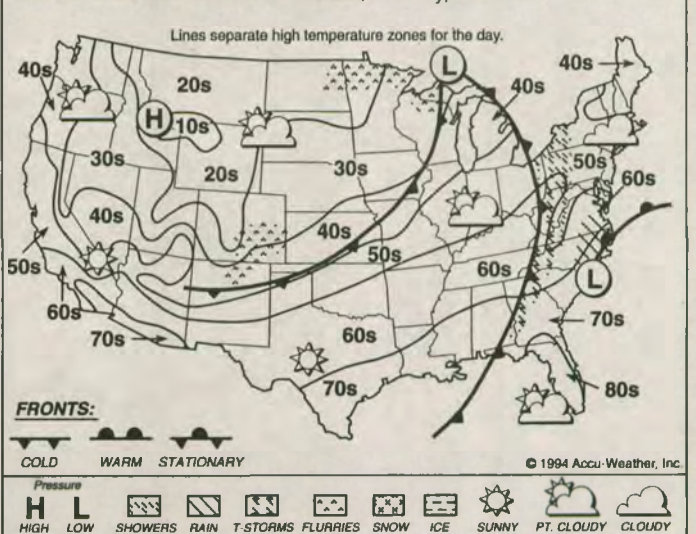 Lines separate high temperature zones for the day.
L
40s
40s
20s
40s
H
10s
50s
30s
20s
30s
60s
40s
40s
50s
50s
60s
L
60s
70s
60s
70s
70s
80s
FRONTS:
COLD WARM STATIONARY
© 1994 Accu-Weather, Inc.
Pressure
H L
HIGH LOW SHOWERS RAIN T-STORMS FLURRIES SNOW ICE SUNNY PT. CLOUDY CLOUDY